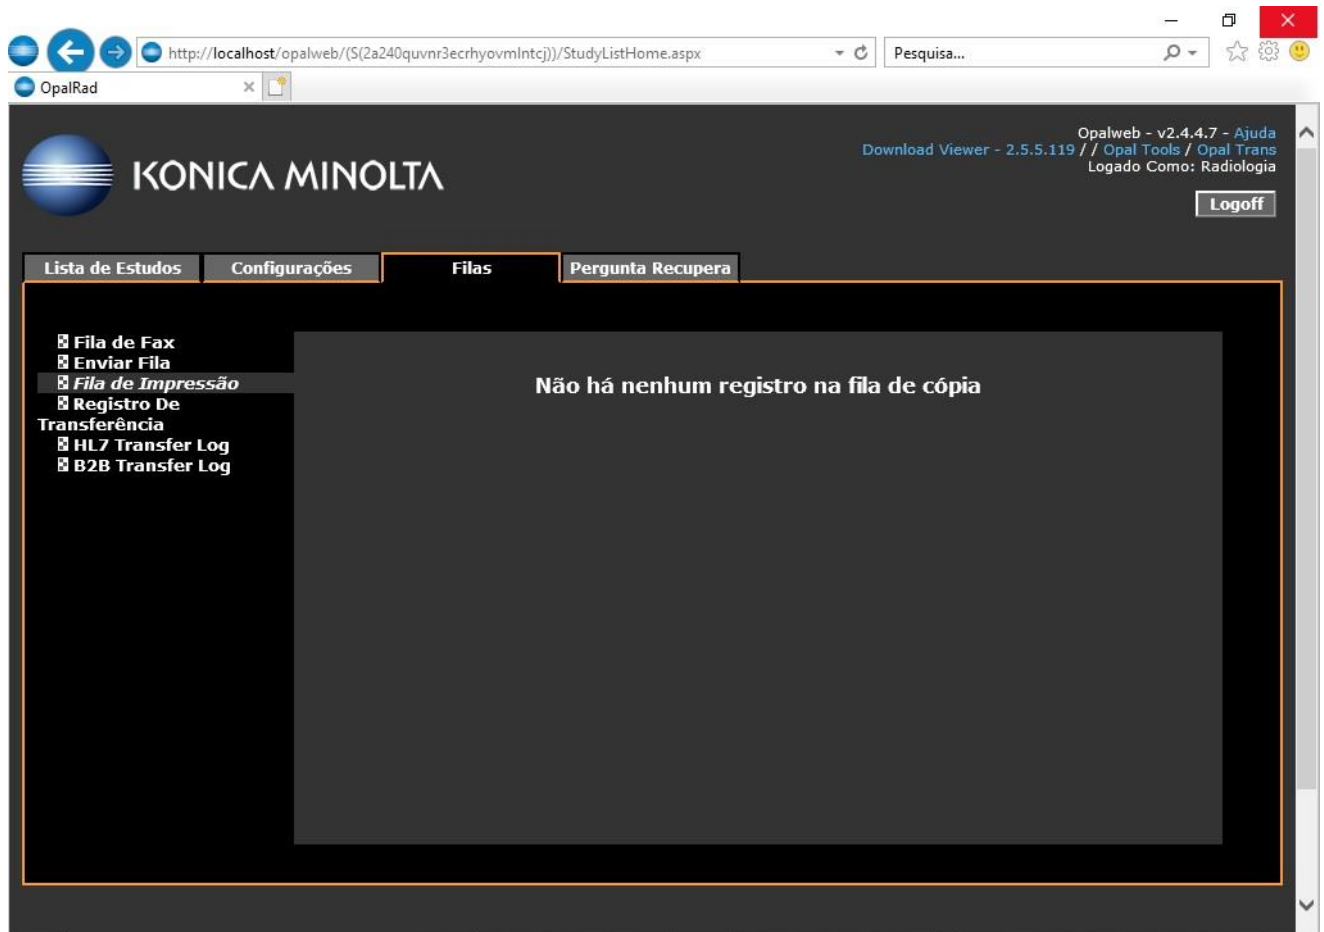 http://localhost/opalweb/(S(2a240quvnr3ecrhyovmlntcj))/StudyListHome.aspx
Pesquisa...
OpalRad
KONICA MINOLTA
Opalweb - v2.4.4.7 - Ajuda
Download Viewer - 2.5.5.119 / / Opal Tools / Opal Trans
Logado Como: Radiologia
Logoff
Lista de Estudos
Configurações
Filas
Pergunta Recupera
Fila de Fax
Enviar Fila
Fila de Impressão
Registro De
Transferência
HL7 Transfer Log
B2B Transfer Log
Não há nenhum registro na fila de cópia